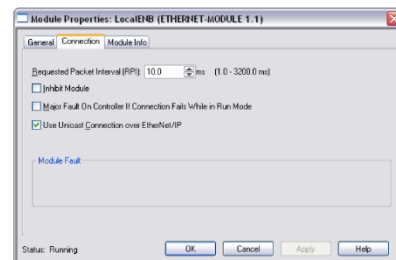 Module Properties: LocalENB (ETHERNET-MODULE 1.1)
General Connection Module Info
Requested Packet Interval (RPI): 10.0 ms (1.0 - 3200.0 ms)
Inhibit Module
Major Fault On Controller If Connection Fails While in Run Mode
Use Unicast Connection over EtherNet/IP
Module Fault
Status: Running OK Cancel Apply Help